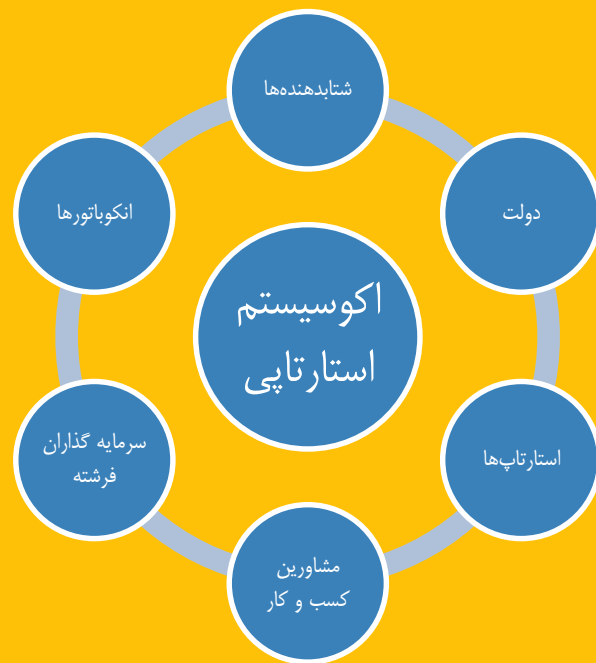 شتابدهنده‌ها
دولت
انکوباتورها
اکوسیستم
استارتاپی
سرمایه گذاران
فرشته
استارتاپ‌ها
مشاورین
کسب و کار